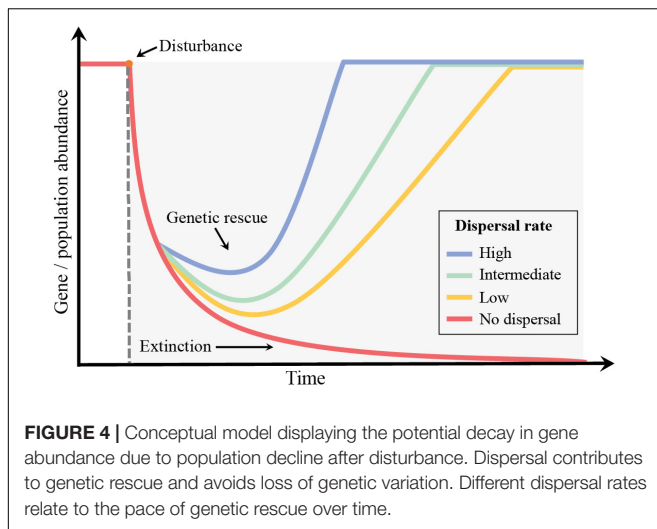 Disturbance
Gene / population abundance
Genetic rescue
Dispersal rate
High
Intermediate
Low
No dispersal
Extinction
Time
FIGURE 4 | Conceptual model displaying the potential decay in gene
abundance due to population decline after disturbance. Dispersal contributes
to genetic rescue and avoids loss of genetic variation. Different dispersal rates
relate to the pace of genetic rescue over time.